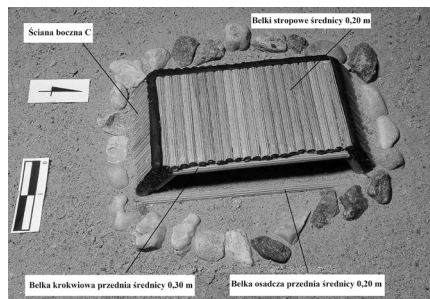 Ściana boczna C
Belki stropowe średnicy 0,20 m
Belka krokwiowa przednia średnicy 0,30 m
Belka osadcza przednia średnicy 0,20 m